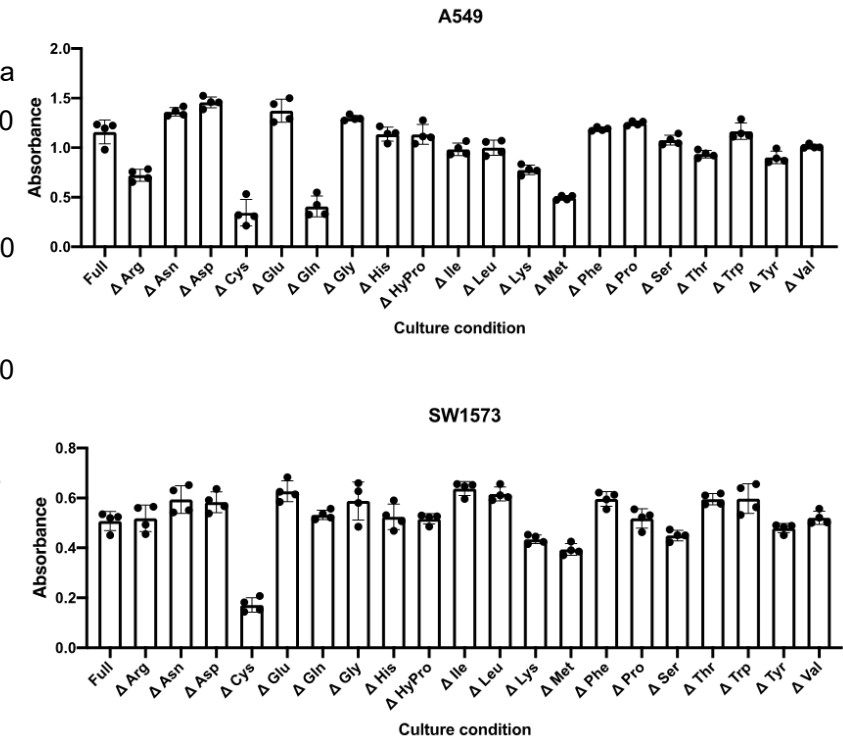 A549
a
0
0
0
Absorbance
2.0
1.5
1.0
0.5
0.0
Full
Δ Arg
Δ Asn
Δ Asp
Δ Cys
Δ Glu
Δ Gln
Δ Gly
Δ His
Δ HyPro
Δ Ile
Δ Leu
Δ Lys
Δ Met
Δ Phe
Δ Pro
Δ Ser
Δ Thr
Δ Trp
Δ Tyr
Δ Val
Culture condition
SW1573
Absorbance
0.8
0.6
0.4
0.2
0.0
Full
Δ Arg
Δ Asn
Δ Asp
Δ Cys
Δ Glu
Δ Gln
Δ Gly
Δ His
Δ HyPro
Δ Ile
Δ Leu
Δ Lys
Δ Met
Δ Phe
Δ Pro
Δ Ser
Δ Thr
Δ Trp
Δ Tyr
Δ Val
Culture condition